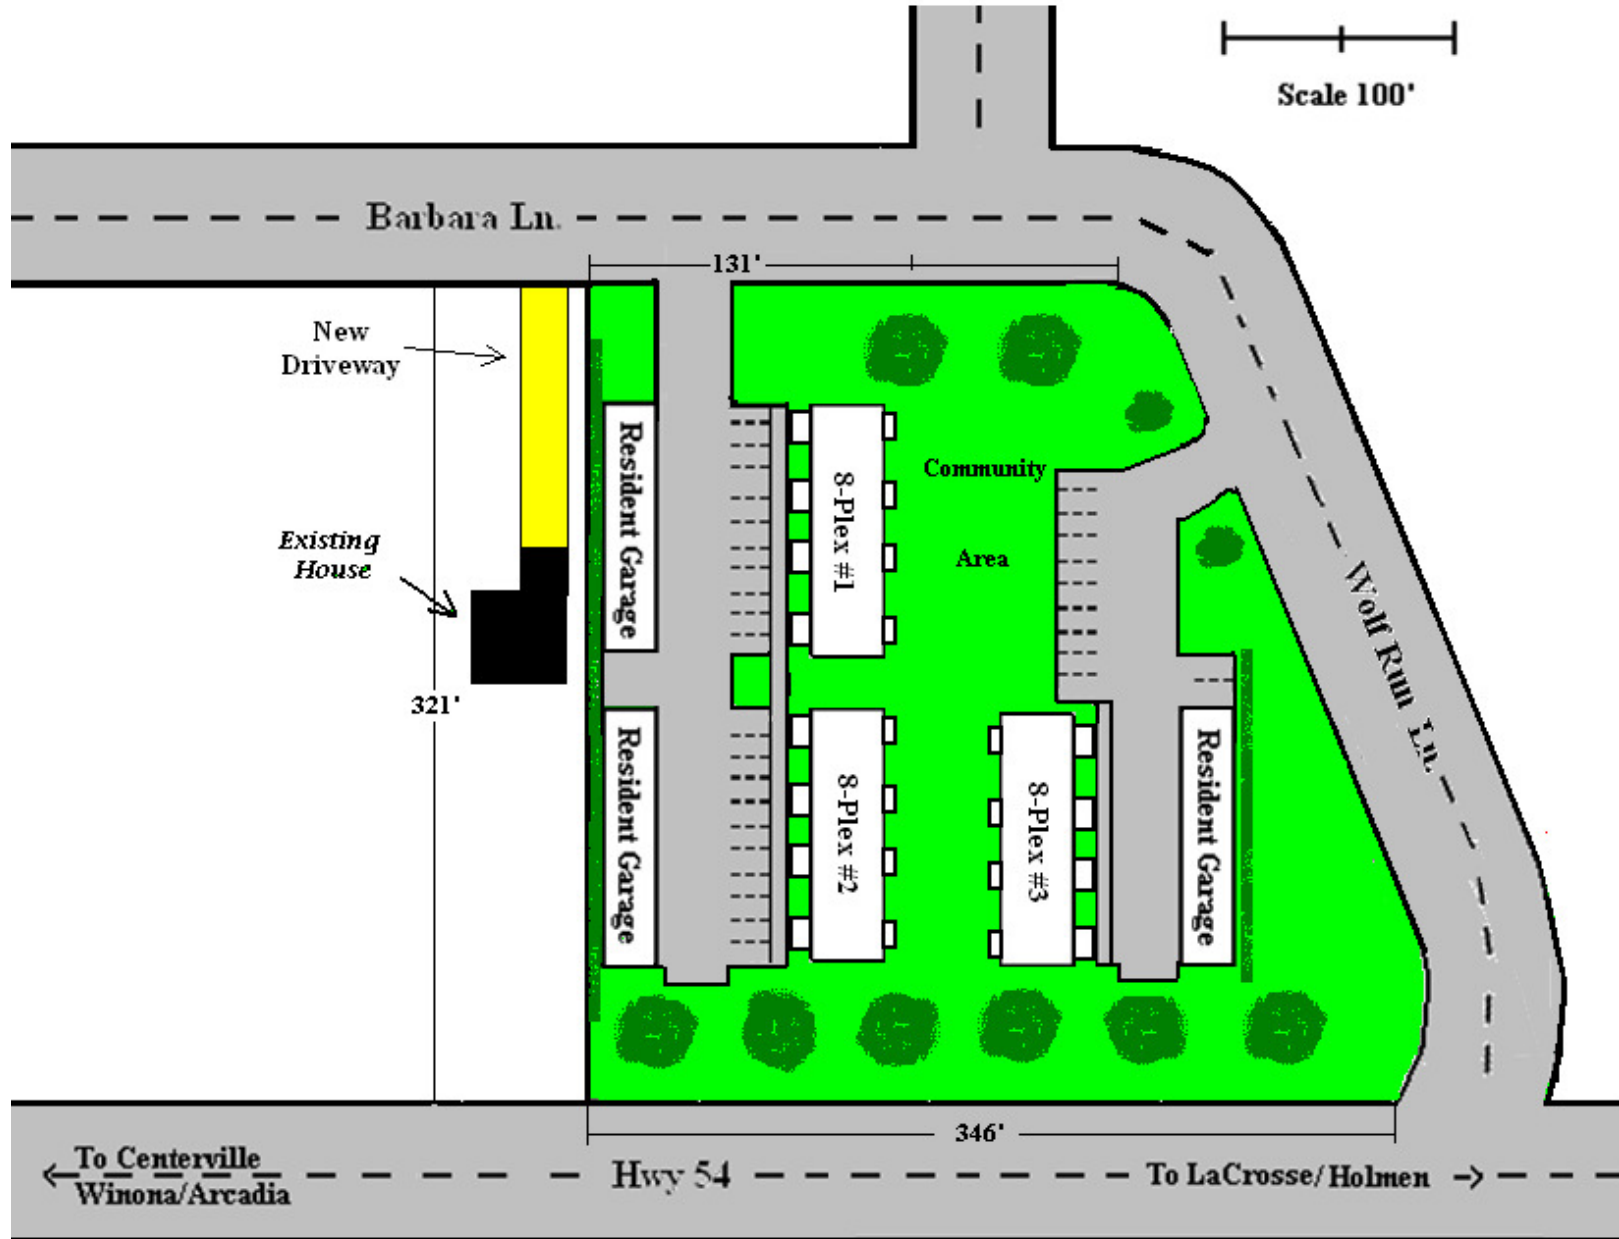 Scale 100'
Barbara Ln.
131'
New
Driveway
Existing
House
321'
Resident Garage
8-Plex #1
Community
Area
Wolf Run Ln.
Resident Garage
8-Plex #2
8-Plex #3
Resident Garage
346'
To Centerville
Winona/Arcadia
Hwy 54
To LaCrosse/Holmen